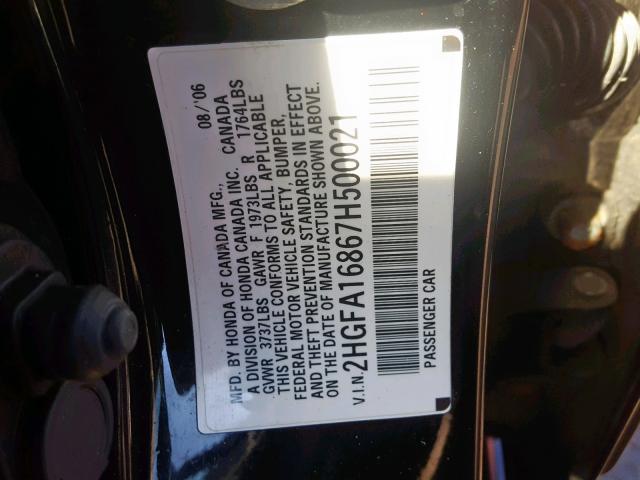 MFD. BY HONDA OF CANADA MFG., 08/'06
A DIVISION OF HONDA CANADA INC. CANADA
GVWR 3737LBS GAWR F 1973LBS R 1764LBS
THIS VEHICLE CONFORMS TO ALL APPLICABLE
FEDERAL MOTOR VEHICLE SAFETY, BUMPER,
AND THEFT PREVENTION STANDARDS IN EFFECT
ON THE DATE OF MANUFACTURE SHOWN ABOVE.
V.I.N. 2HGFA16867H500021
PASSENGER CAR